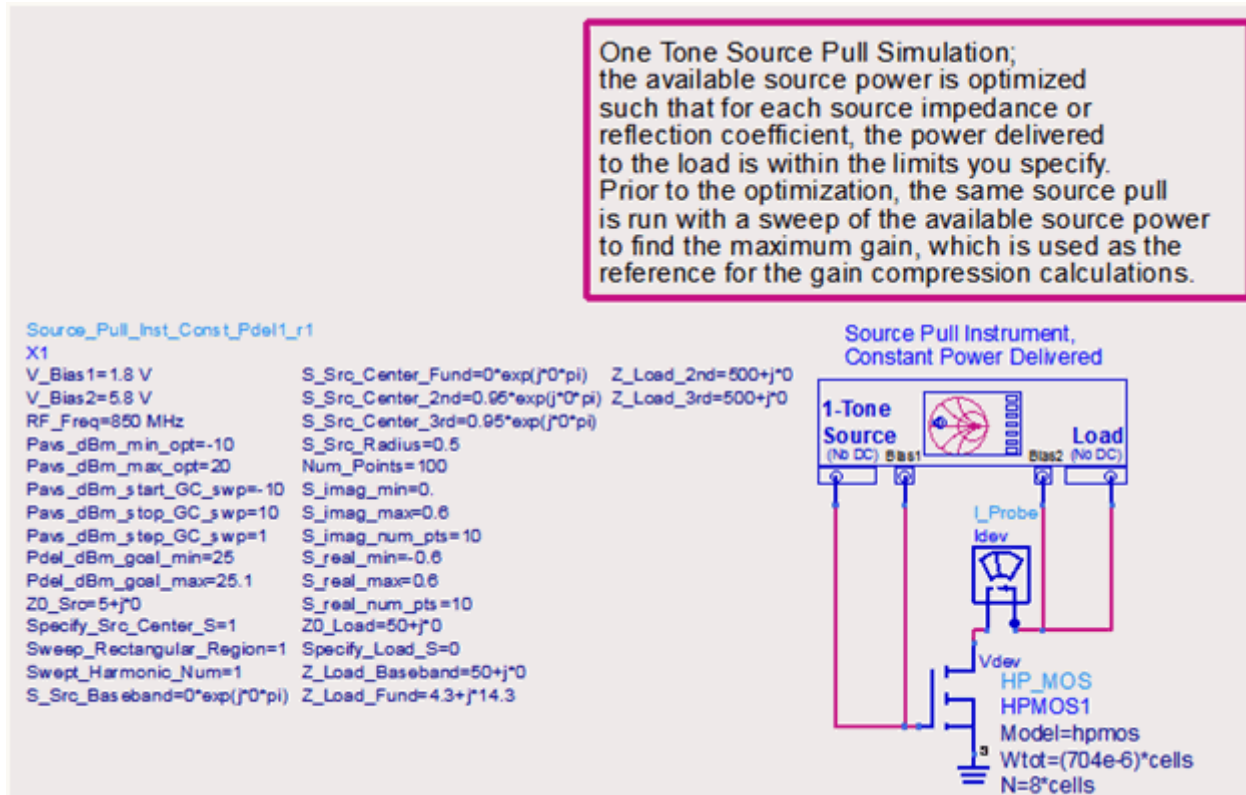 One Tone Source Pull Simulation;
the available source power is optimized
such that for each source impedance or
reflection coefficient, the power delivered
to the load is within the limits you specify.
Prior to the optimization, the same source pull
is run with a sweep of the available source power
to find the maximum gain, which is used as the
reference for the gain compression calculations.
Source_Pull_Inst_Const_Pdel1_r1
X1
V_Bias1=1.8 V
V_Bias2=5.8 V
RF_Freq=850 MHz
Pavs_dBm_min_opt=-10
Pavs_dBm_max_opt=20
Pavs_dBm_start_GC_swp=-10
Pavs_dBm_stop_GC_swp=10
Pavs_dBm_step_GC_swp=1
Pdel_dBm_goal_min=25
Pdel_dBm_goal_max=25.1
Z0_Src=5+j*0
Specify_Src_Center_S=1
Sweep_Rectangular_Region=1
Swept_Harmonic_Num=1
S_Src_Baseband=0*exp(j*0*pi)
S_Src_Center_Fund=0*exp(j*0*pi)
S_Src_Center_2nd=0.95*exp(j*0*pi)
S_Src_Center_3rd=0.95*exp(j*0*pi)
S_Src_Radius=0.5
Num_Points=100
S_imag_min=0.
S_imag_max=0.6
S_imag_num_pts=10
S_real_min=-0.6
S_real_max=0.6
S_real_num_pts=10
Z0_Load=50+j*0
Specify_Load_S=0
Z_Load_Baseband=50+j*0
Z_Load_Fund=4.3+j*14.3
Z_Load_2nd=500+j*0
Z_Load_3rd=500+j*0
Source Pull Instrument,
Constant Power Delivered
1-Tone
Source
(No DC)
Bias1
Bias2
Load
(No DC)
I_Probe
Idev
Vdev
HP_MOS
HPMOS1
Model=hpmos
Wtot=(704e-6)*cells
N=8*cells